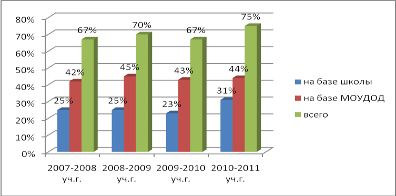 80%
70%
60%
50%
40%
30%
20%
10%
0%
25% 42% 67%
25% 45% 70%
23% 43% 67%
31% 44% 75%
2007-2008 уч.г.
2008-2009 уч.г.
2009-2010 уч.г.
2010-2011 уч.г.
на базе школы
на базе МОУДОД
всего